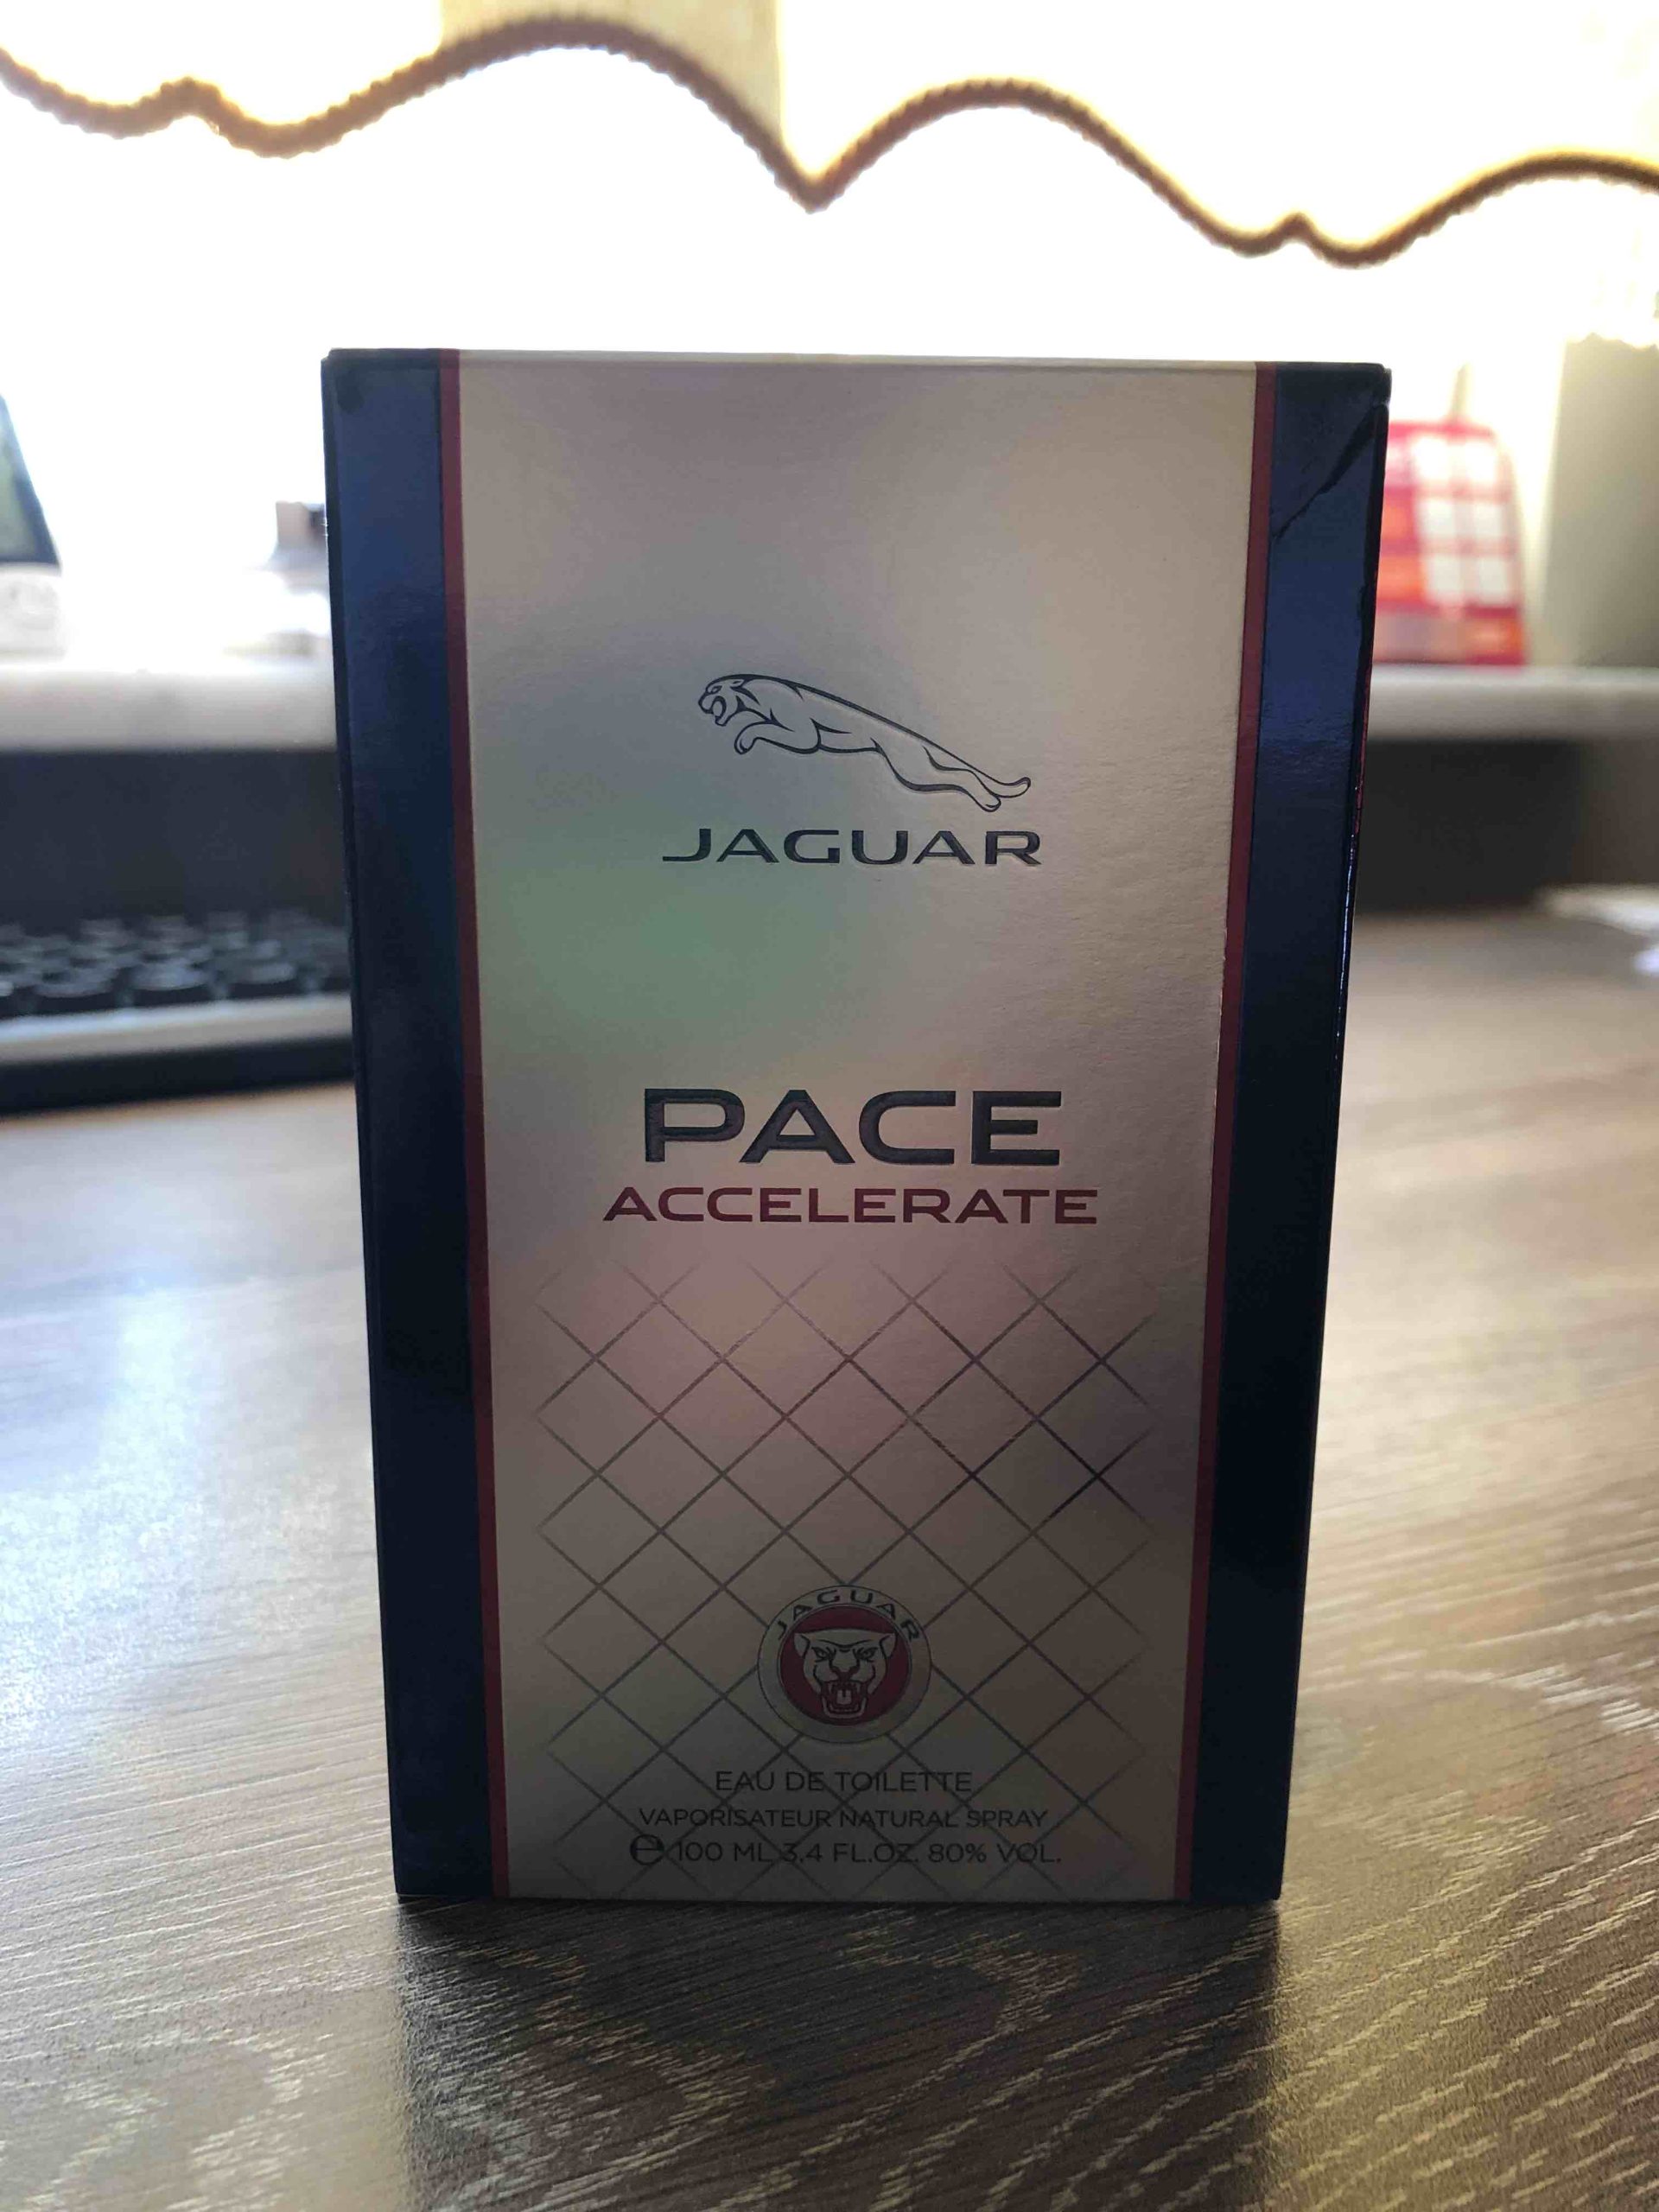 JAGUAR
PACE
ACCELERATE
JAGUAR
EAU DE TOILETTE
VAPORISATEUR NATURAL SPRAY
℮ 100 ML 3.4 FL.OZ. 80% VOL.